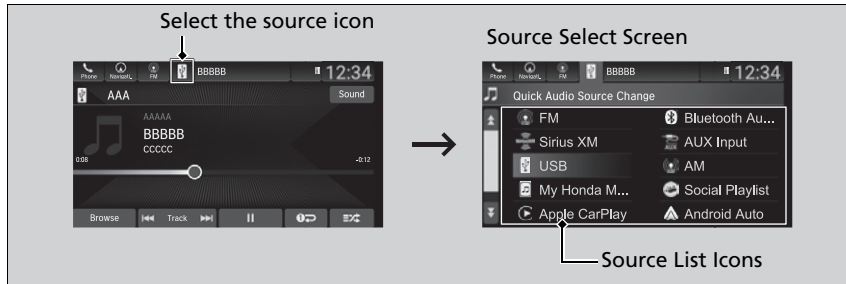 Select the source icon
Phone Navigati.. FM BBBBB 12:34
AAA Sound
AAAAA
BBBBB
CCCCC
0:08 -0:12
Browse Track
Source Select Screen
Phone Navigati.. FM BBBBB 12:34
Quick Audio Source Change
FM Bluetooth Au...
Sirius XM AUX Input
USB AM
My Honda M... Social Playlist
Apple CarPlay Android Auto
Source List Icons